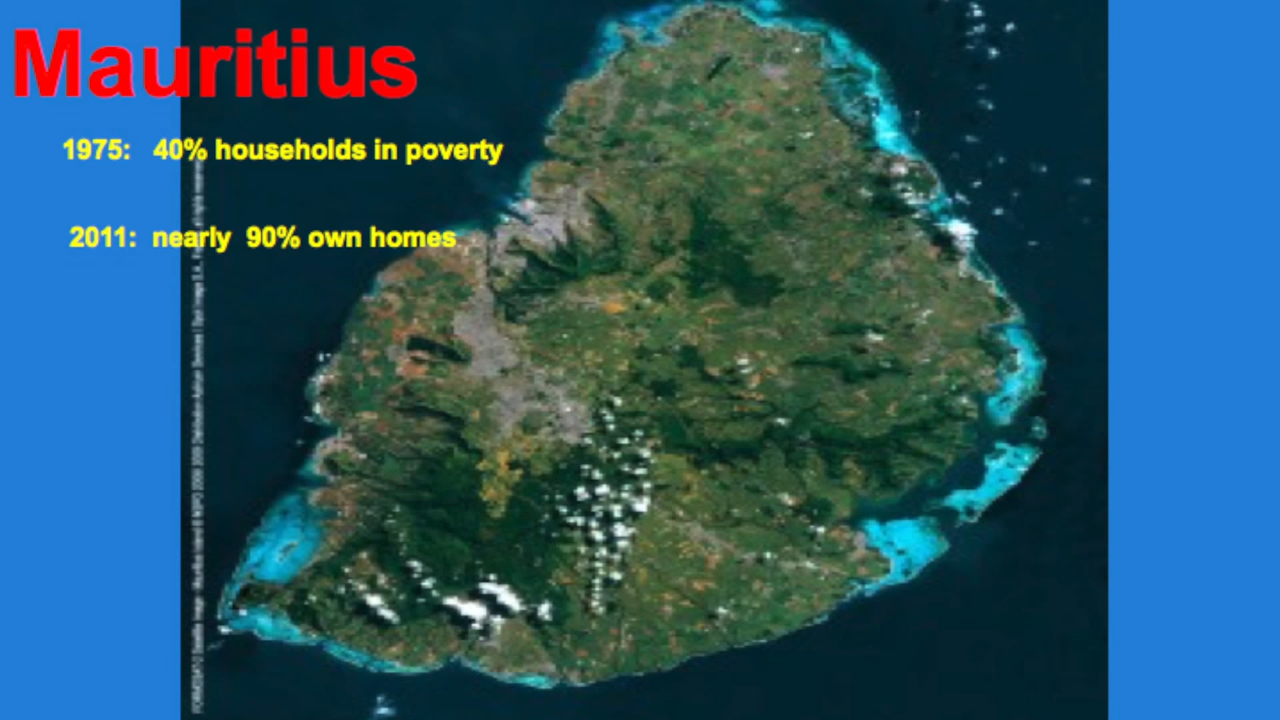 Mauritius
1975: 40% households in poverty
2011: nearly 90% own homes